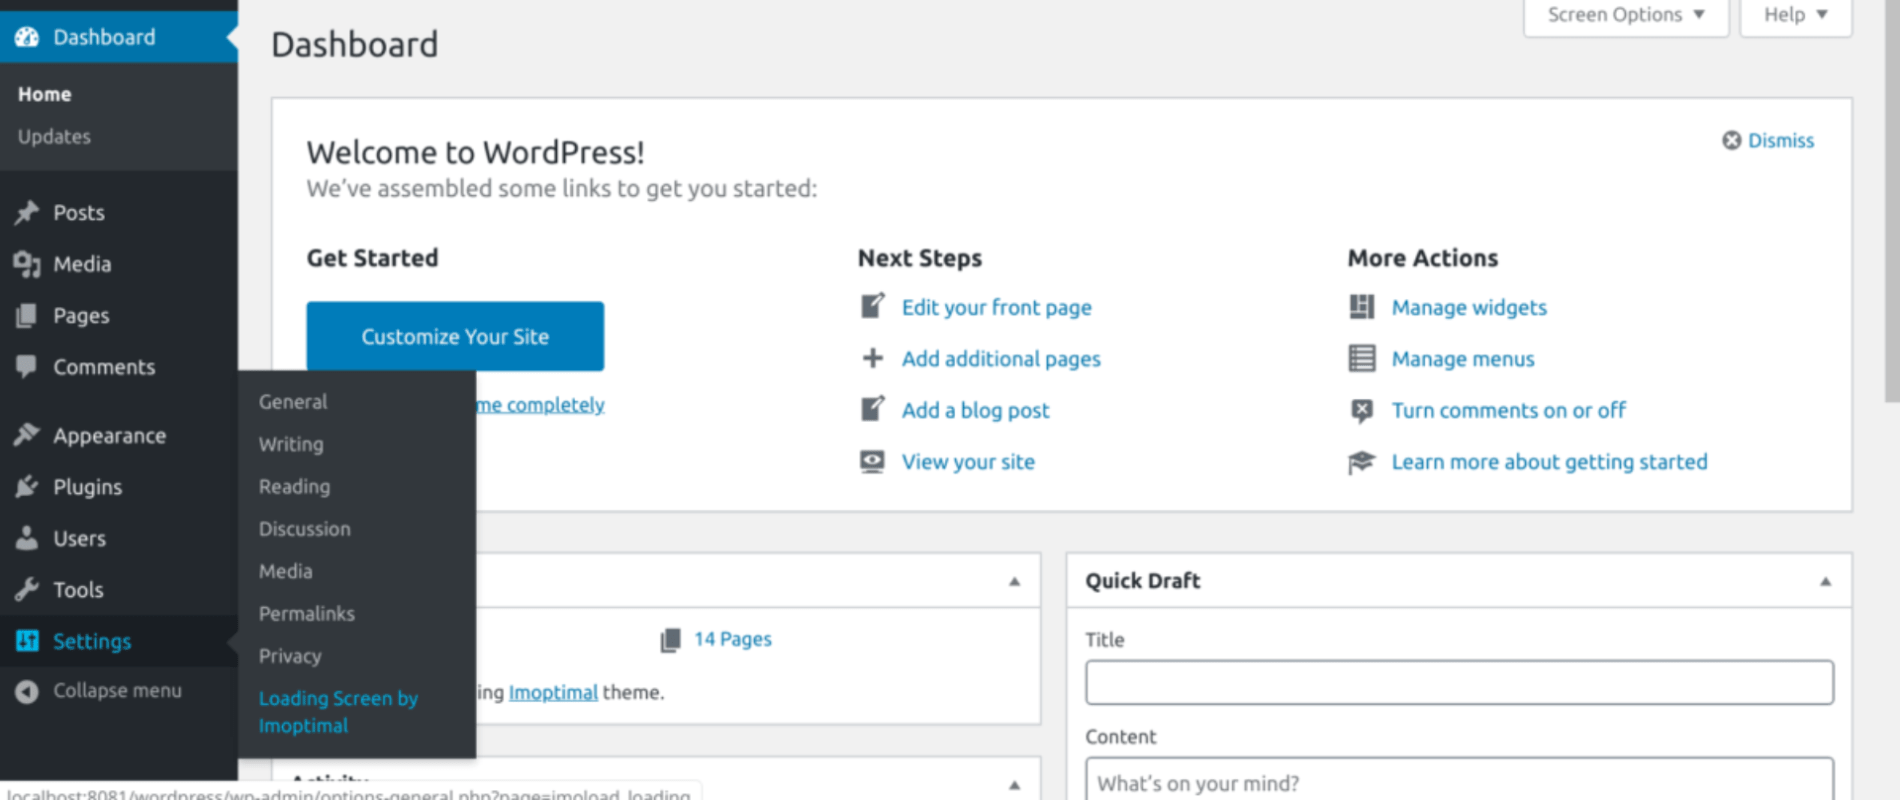 Dashboard
Home
Updates
Posts
Media
Pages
Comments
Appearance
Plugins
Users
Tools
Settings
Collapse menu
General
Writing
Reading
Discussion
Media
Permalinks
Privacy
Loading Screen by
Imoptimal
Screen Options
Help
Dashboard
Welcome to WordPress!
We've assembled some links to get you started:
Dismiss
Get Started
Customize Your Site
me completely
Next Steps
Edit your front page
Add additional pages
Add a blog post
View your site
More Actions
Manage widgets
Manage menus
Turn comments on or off
Learn more about getting started
14 Pages
ing Imoptimal theme.
Activity
Quick Draft
Title
Content
What's on your mind?
localhost:8081/wordpress/wp-admin/options-general.php?page=imoload_loading